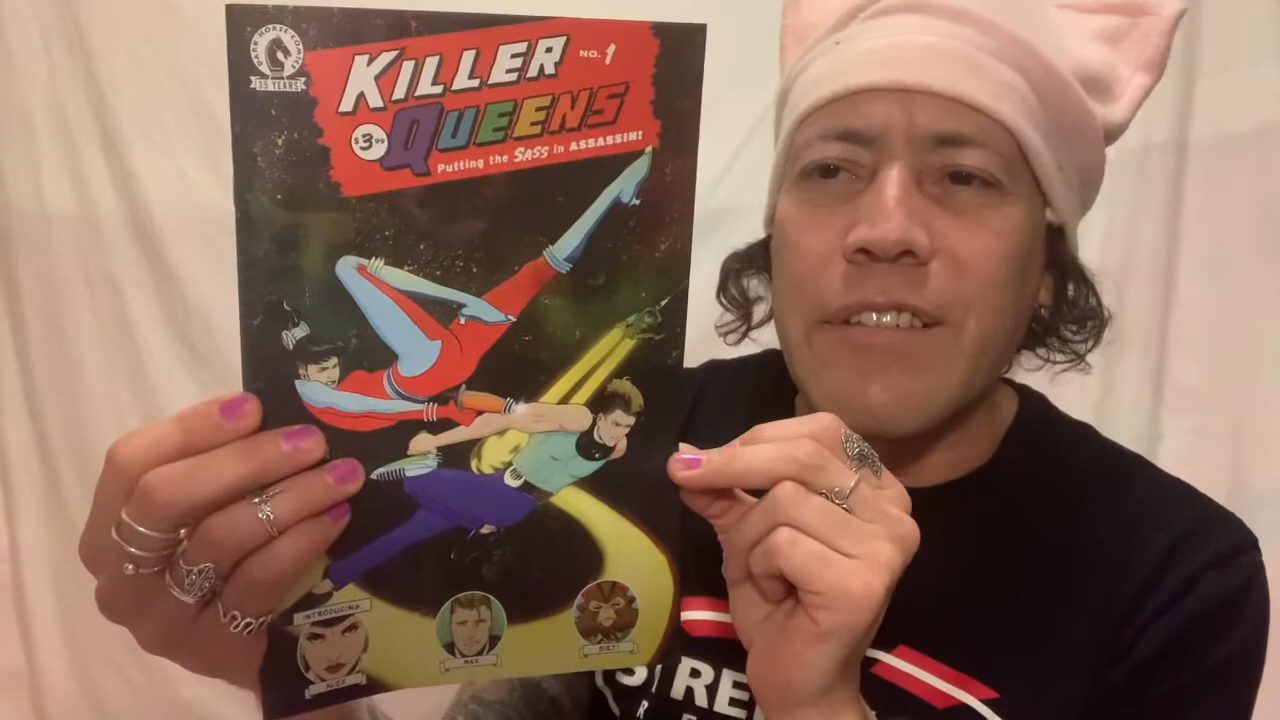 DARK HORSE COMICS
35 YEARS
KILLER
NO. 1
QUEENS
$3.99
Putting the SASS in ASSASSIN!
INTRODUCING
ALEX
MAX
STRE